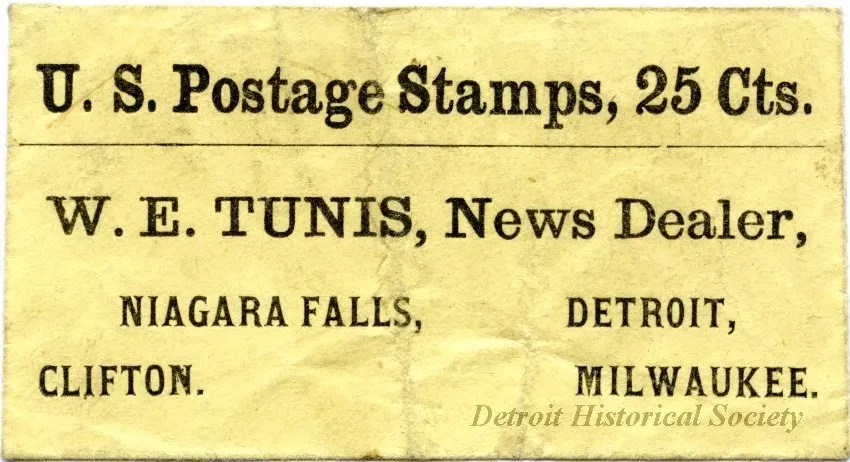 U. S. Postage Stamps, 25 Cts.
W. E. TUNIS, News Dealer,
NIAGARA FALLS, DETROIT,
CLIFTON. MILWAUKEE.
Detroit Historical Society